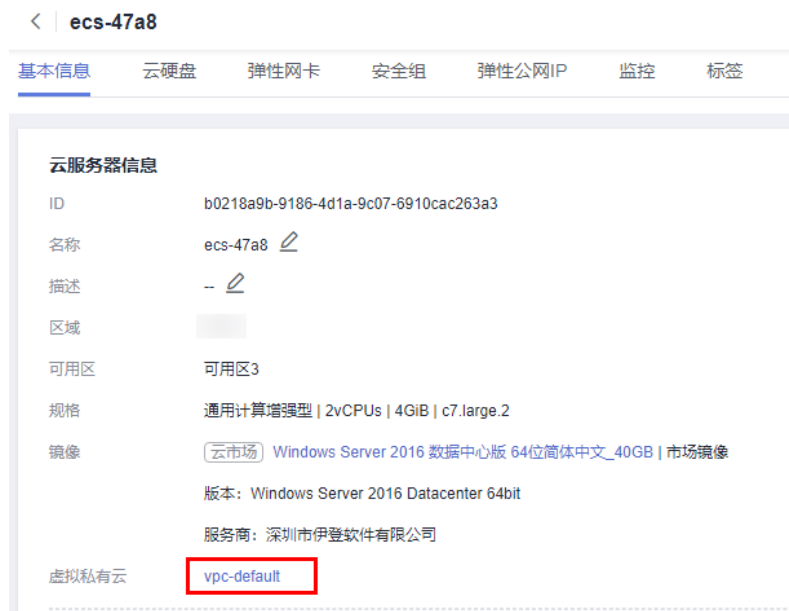 ecs-47a8
基本信息 云硬盘 弹性网卡 安全组 弹性公网IP 监控 标签
云服务器信息
ID b0218a9b-9186-4d1a-9c07-6910cac263a3
名称 ecs-47a8
描述 --
区域
可用区 可用区3
规格 通用计算增强型 | 2vCPUs | 4GiB | c7.large.2
镜像 云市场 Windows Server 2016 数据中心版 64位简体中文_40GB | 市场镜像
版本：Windows Server 2016 Datacenter 64bit
服务商：深圳市伊登软件有限公司
虚拟私有云 vpc-default